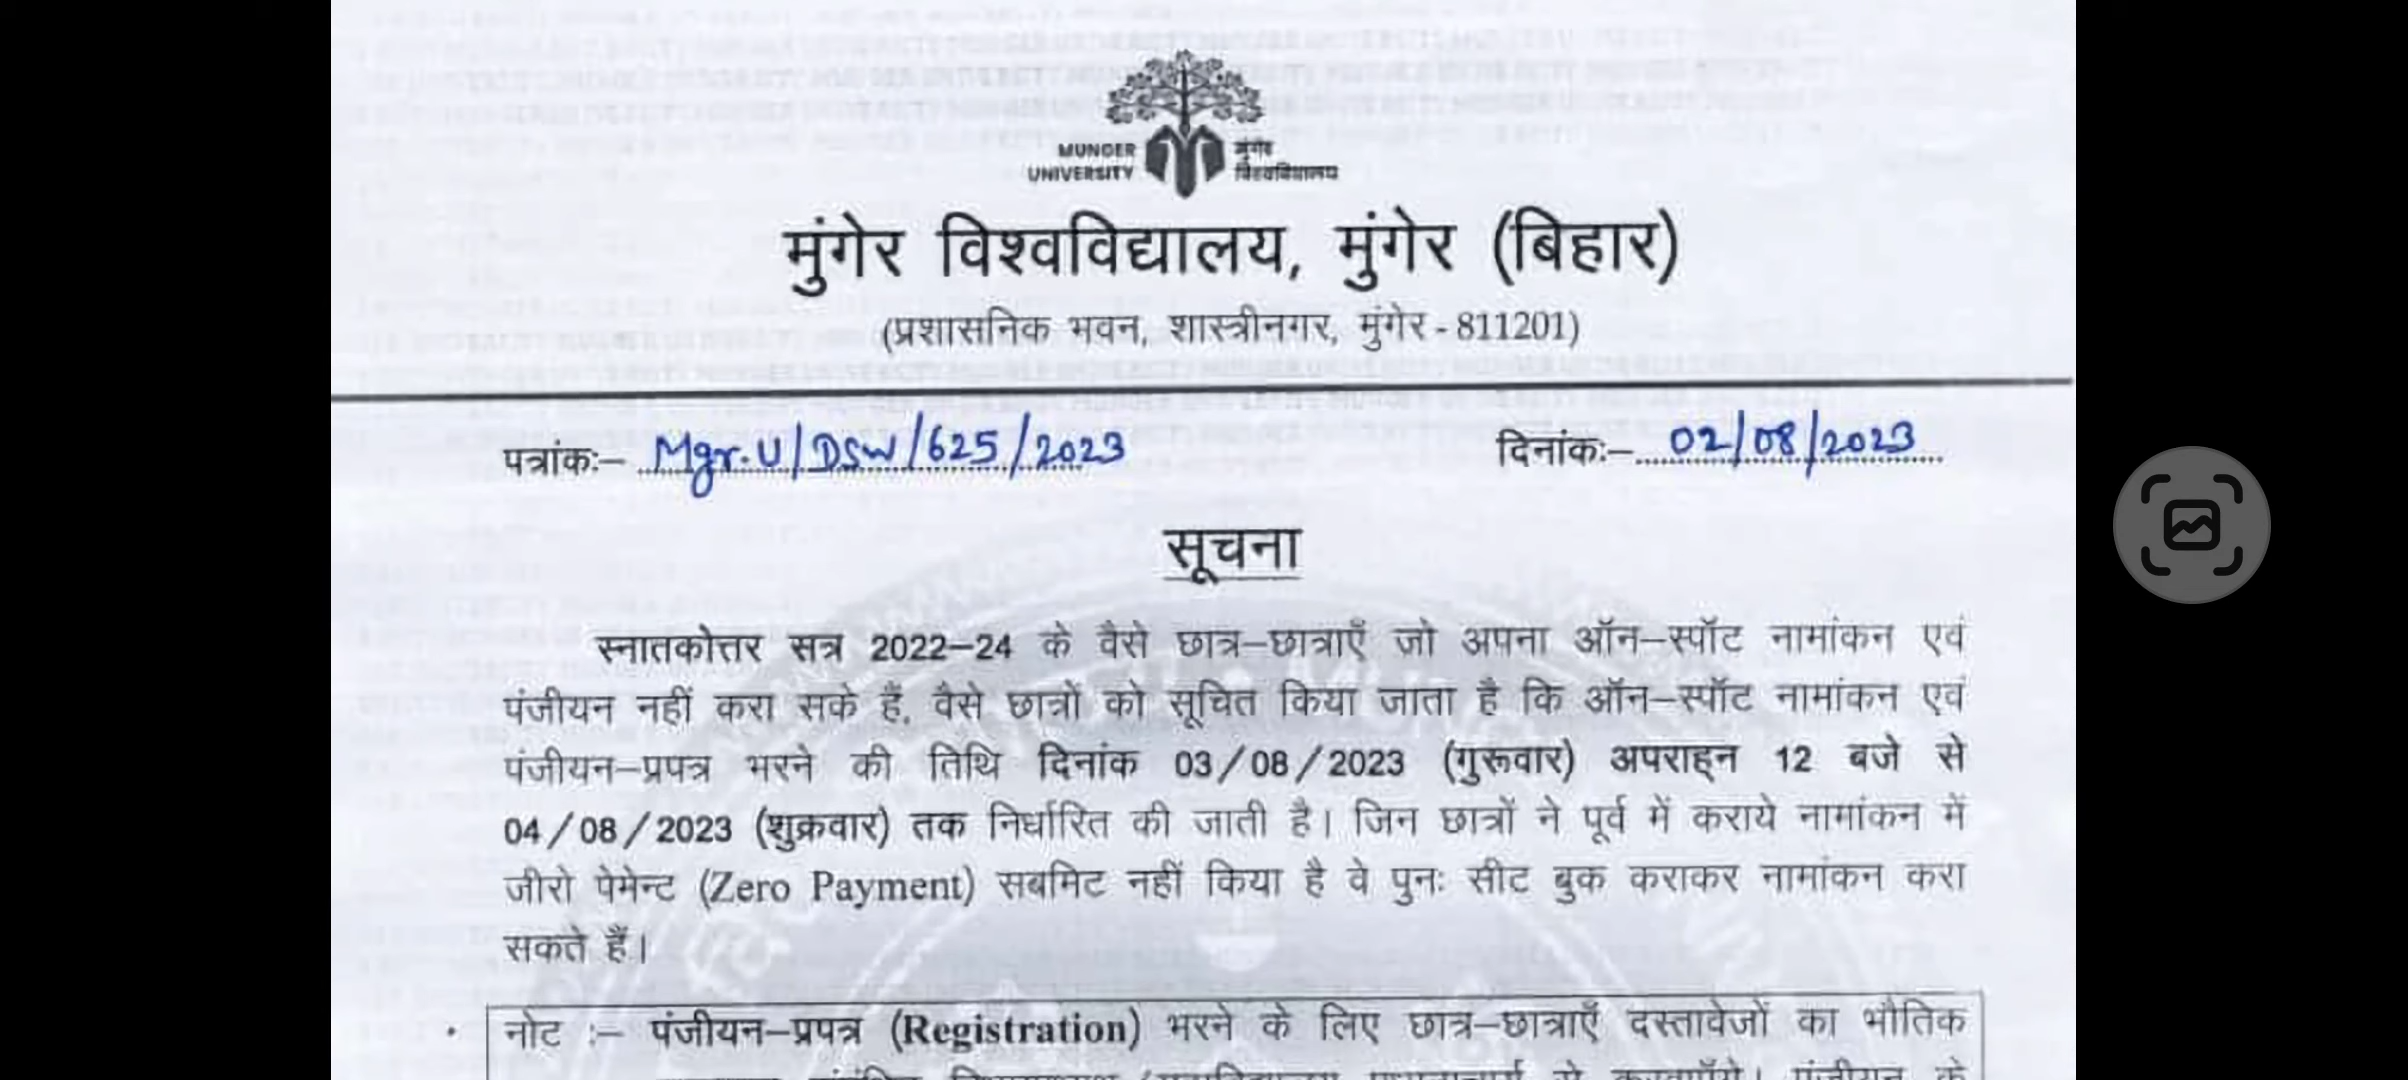 MUNGER
UNIVERSITY
मुंगेर
विश्वविद्यालय
मुंगेर विश्वविद्यालय, मुंगेर (बिहार)
(प्रशासनिक भवन, शास्त्रीनगर, मुंगेर - 811201)
पत्रांकः– Mgr.U/DSW/625/2023 दिनांकः– 02/08/2023
सूचना
स्नातकोत्तर सत्र 2022–24 के वैसे छात्र–छात्राएँ जो अपना ऑन–स्पॉट नामांकन एवं
पंजीयन नहीं करा सके हैं, वैसे छात्रों को सूचित किया जाता है कि ऑन–स्पॉट नामांकन एवं
पंजीयन–प्रपत्र भरने की तिथि दिनांक 03/08/2023 (गुरूवार) अपराह्न 12 बजे से
04/08/2023 (शुक्रवार) तक निर्धारित की जाती है। जिन छात्रों ने पूर्व में कराये नामांकन में
जीरो पेमेन्ट (Zero Payment) सबमिट नहीं किया है वे पुनः सीट बुक कराकर नामांकन करा
सकते हैं।
नोट :– पंजीयन–प्रपत्र (Registration) भरने के लिए छात्र–छात्राएँ दस्तावेजों का भौतिक